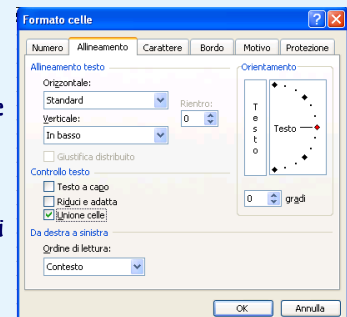 Formato celle
Numero Allineamento Carattere Bordo Motivo Protezione
Allineamento testo
Orizzontale:
Standard
Rientro:
Verticale:
0
In basso
Giustifica distribuito
Controllo testo
Testo a capo
Riduci e adatta
Unione celle
Da destra a sinistra
Ordine di lettura:
Contesto
Orientamento
T
e
s
t
o
Testo
0 gradi
OK Annulla
e
i